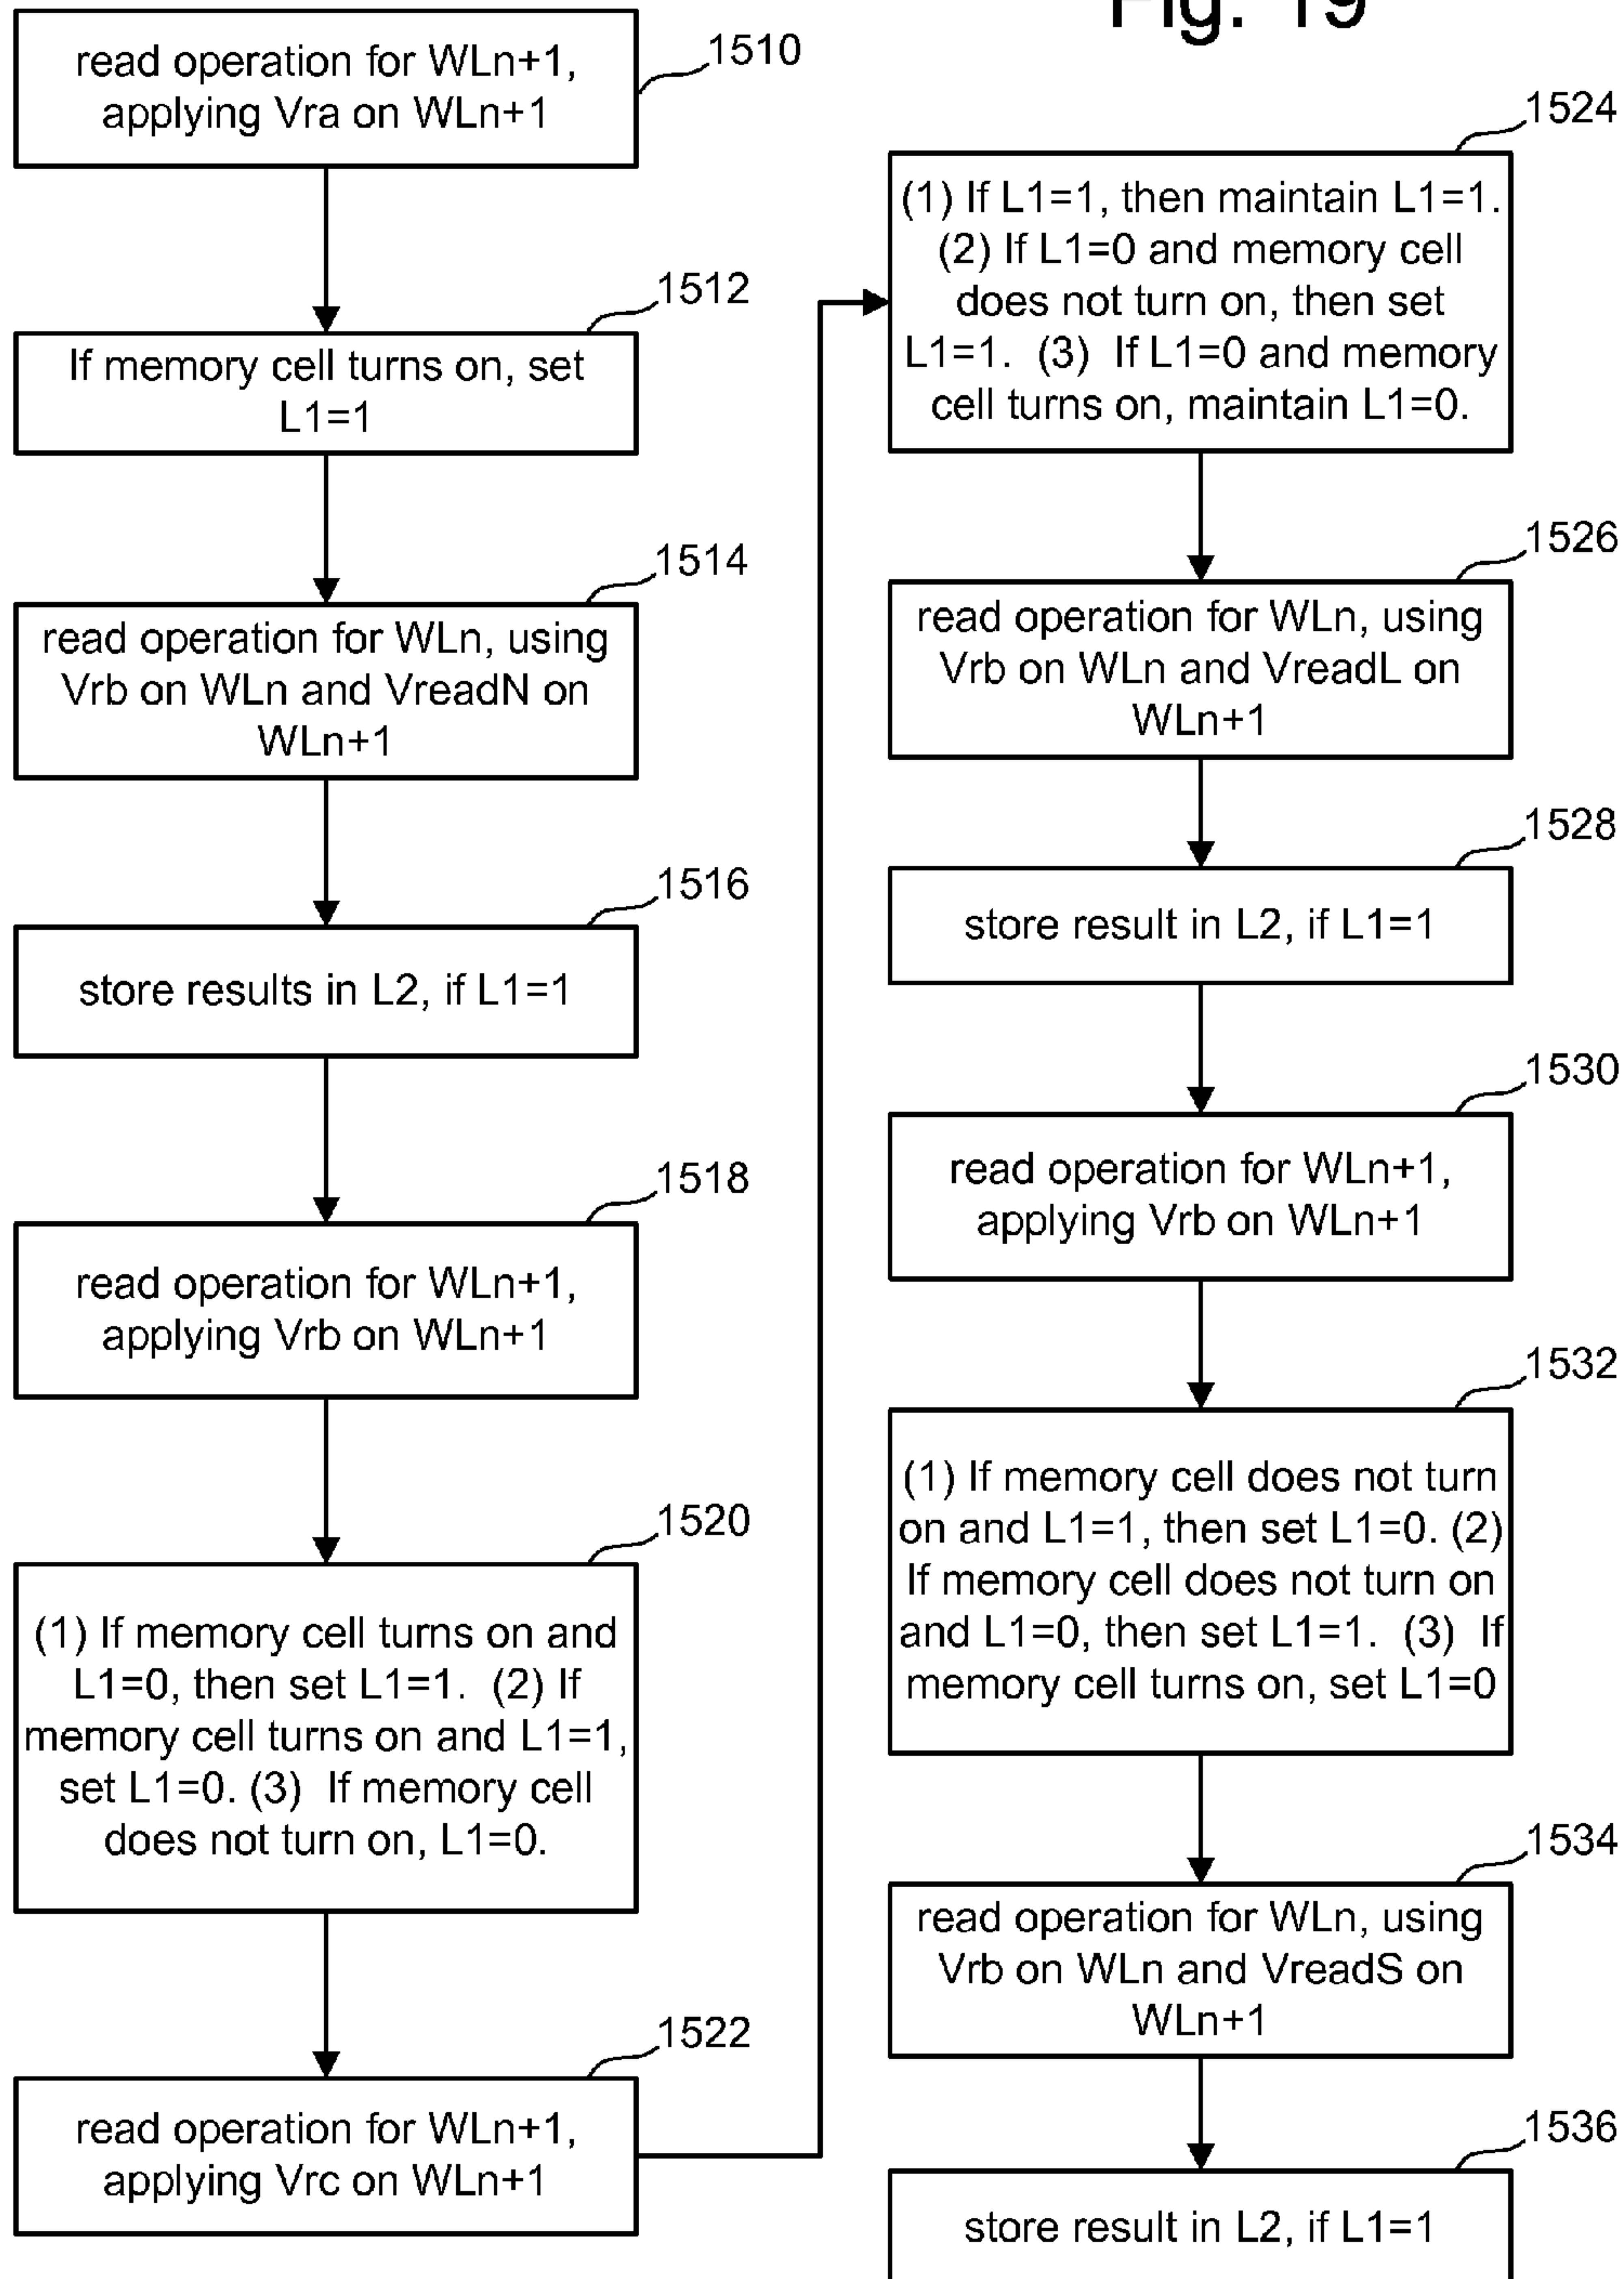 Fig. 19
read operation for WLn+1,
applying Vra on WLn+1
1510
If memory cell turns on, set
L1=1
1512
read operation for WLn, using
Vrb on WLn and VreadN on
WLn+1
1514
store results in L2, if L1=1
1516
read operation for WLn+1,
applying Vrb on WLn+1
1518
(1) If memory cell turns on and
L1=0, then set L1=1. (2) If
memory cell turns on and L1=1,
set L1=0. (3) If memory cell
does not turn on, L1=0.
1520
read operation for WLn+1,
applying Vrc on WLn+1
1522
(1) If L1=1, then maintain L1=1.
(2) If L1=0 and memory cell
does not turn on, then set
L1=1. (3) If L1=0 and memory
cell turns on, maintain L1=0.
1524
read operation for WLn, using
Vrb on WLn and VreadL on
WLn+1
1526
store result in L2, if L1=1
1528
read operation for WLn+1,
applying Vrb on WLn+1
1530
(1) If memory cell does not turn
on and L1=1, then set L1=0. (2)
If memory cell does not turn on
and L1=0, then set L1=1. (3) If
memory cell turns on, set L1=0
1532
read operation for WLn, using
Vrb on WLn and VreadS on
WLn+1
1534
store result in L2, if L1=1
1536